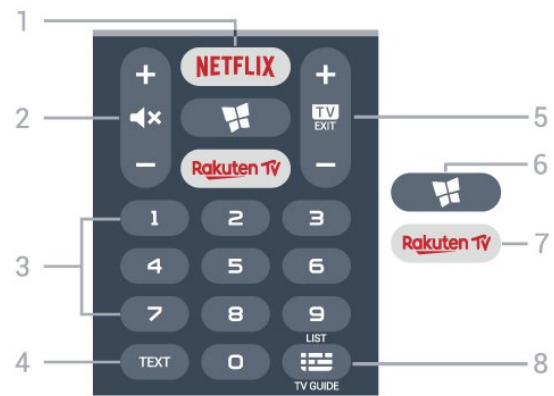 1
NETFLIX
+ +
2
TV
EXIT
5
- -
Rakuten TV
6
1 2 3
Rakuten TV
7
3
4 5 6
7 8 9
LIST
4
TEXT 0
8
TV GUIDE